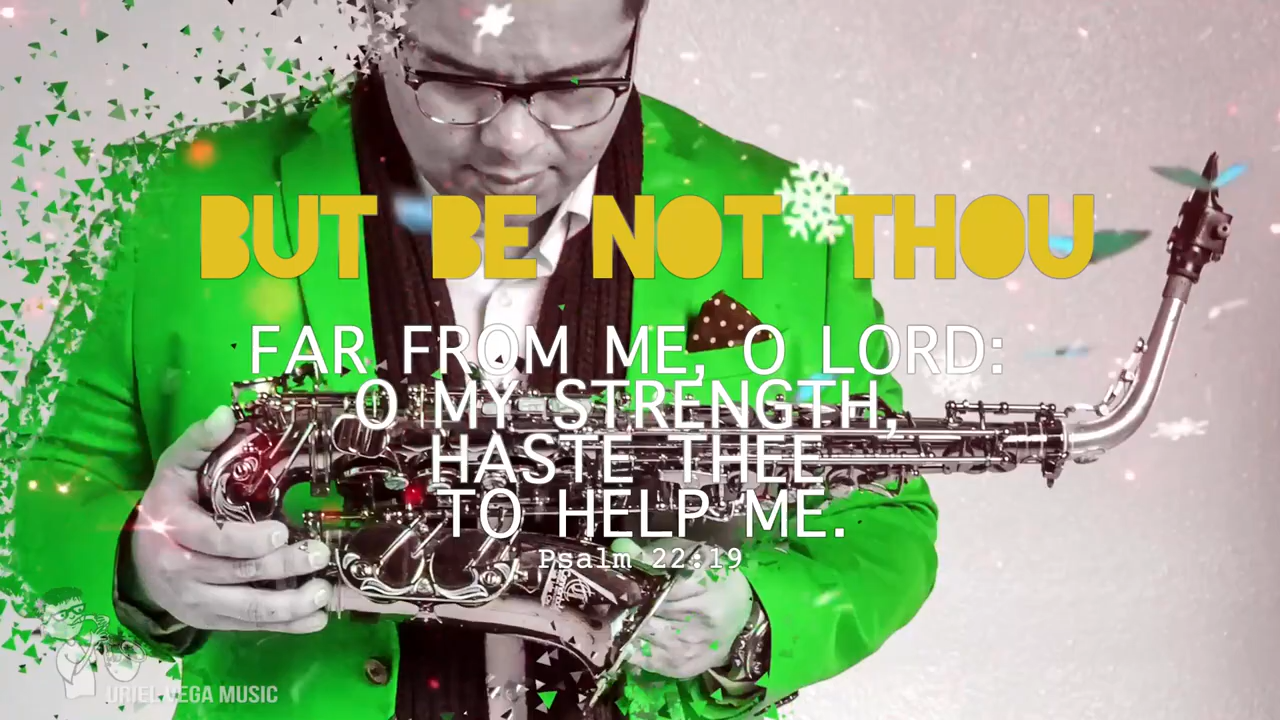 BUT BE NOT THOU
FAR FROM ME, O LORD:
O MY STRENGTH,
HASTE THEE
TO HELP ME.
Psalm 22:19
URIEL VEGA MUSIC